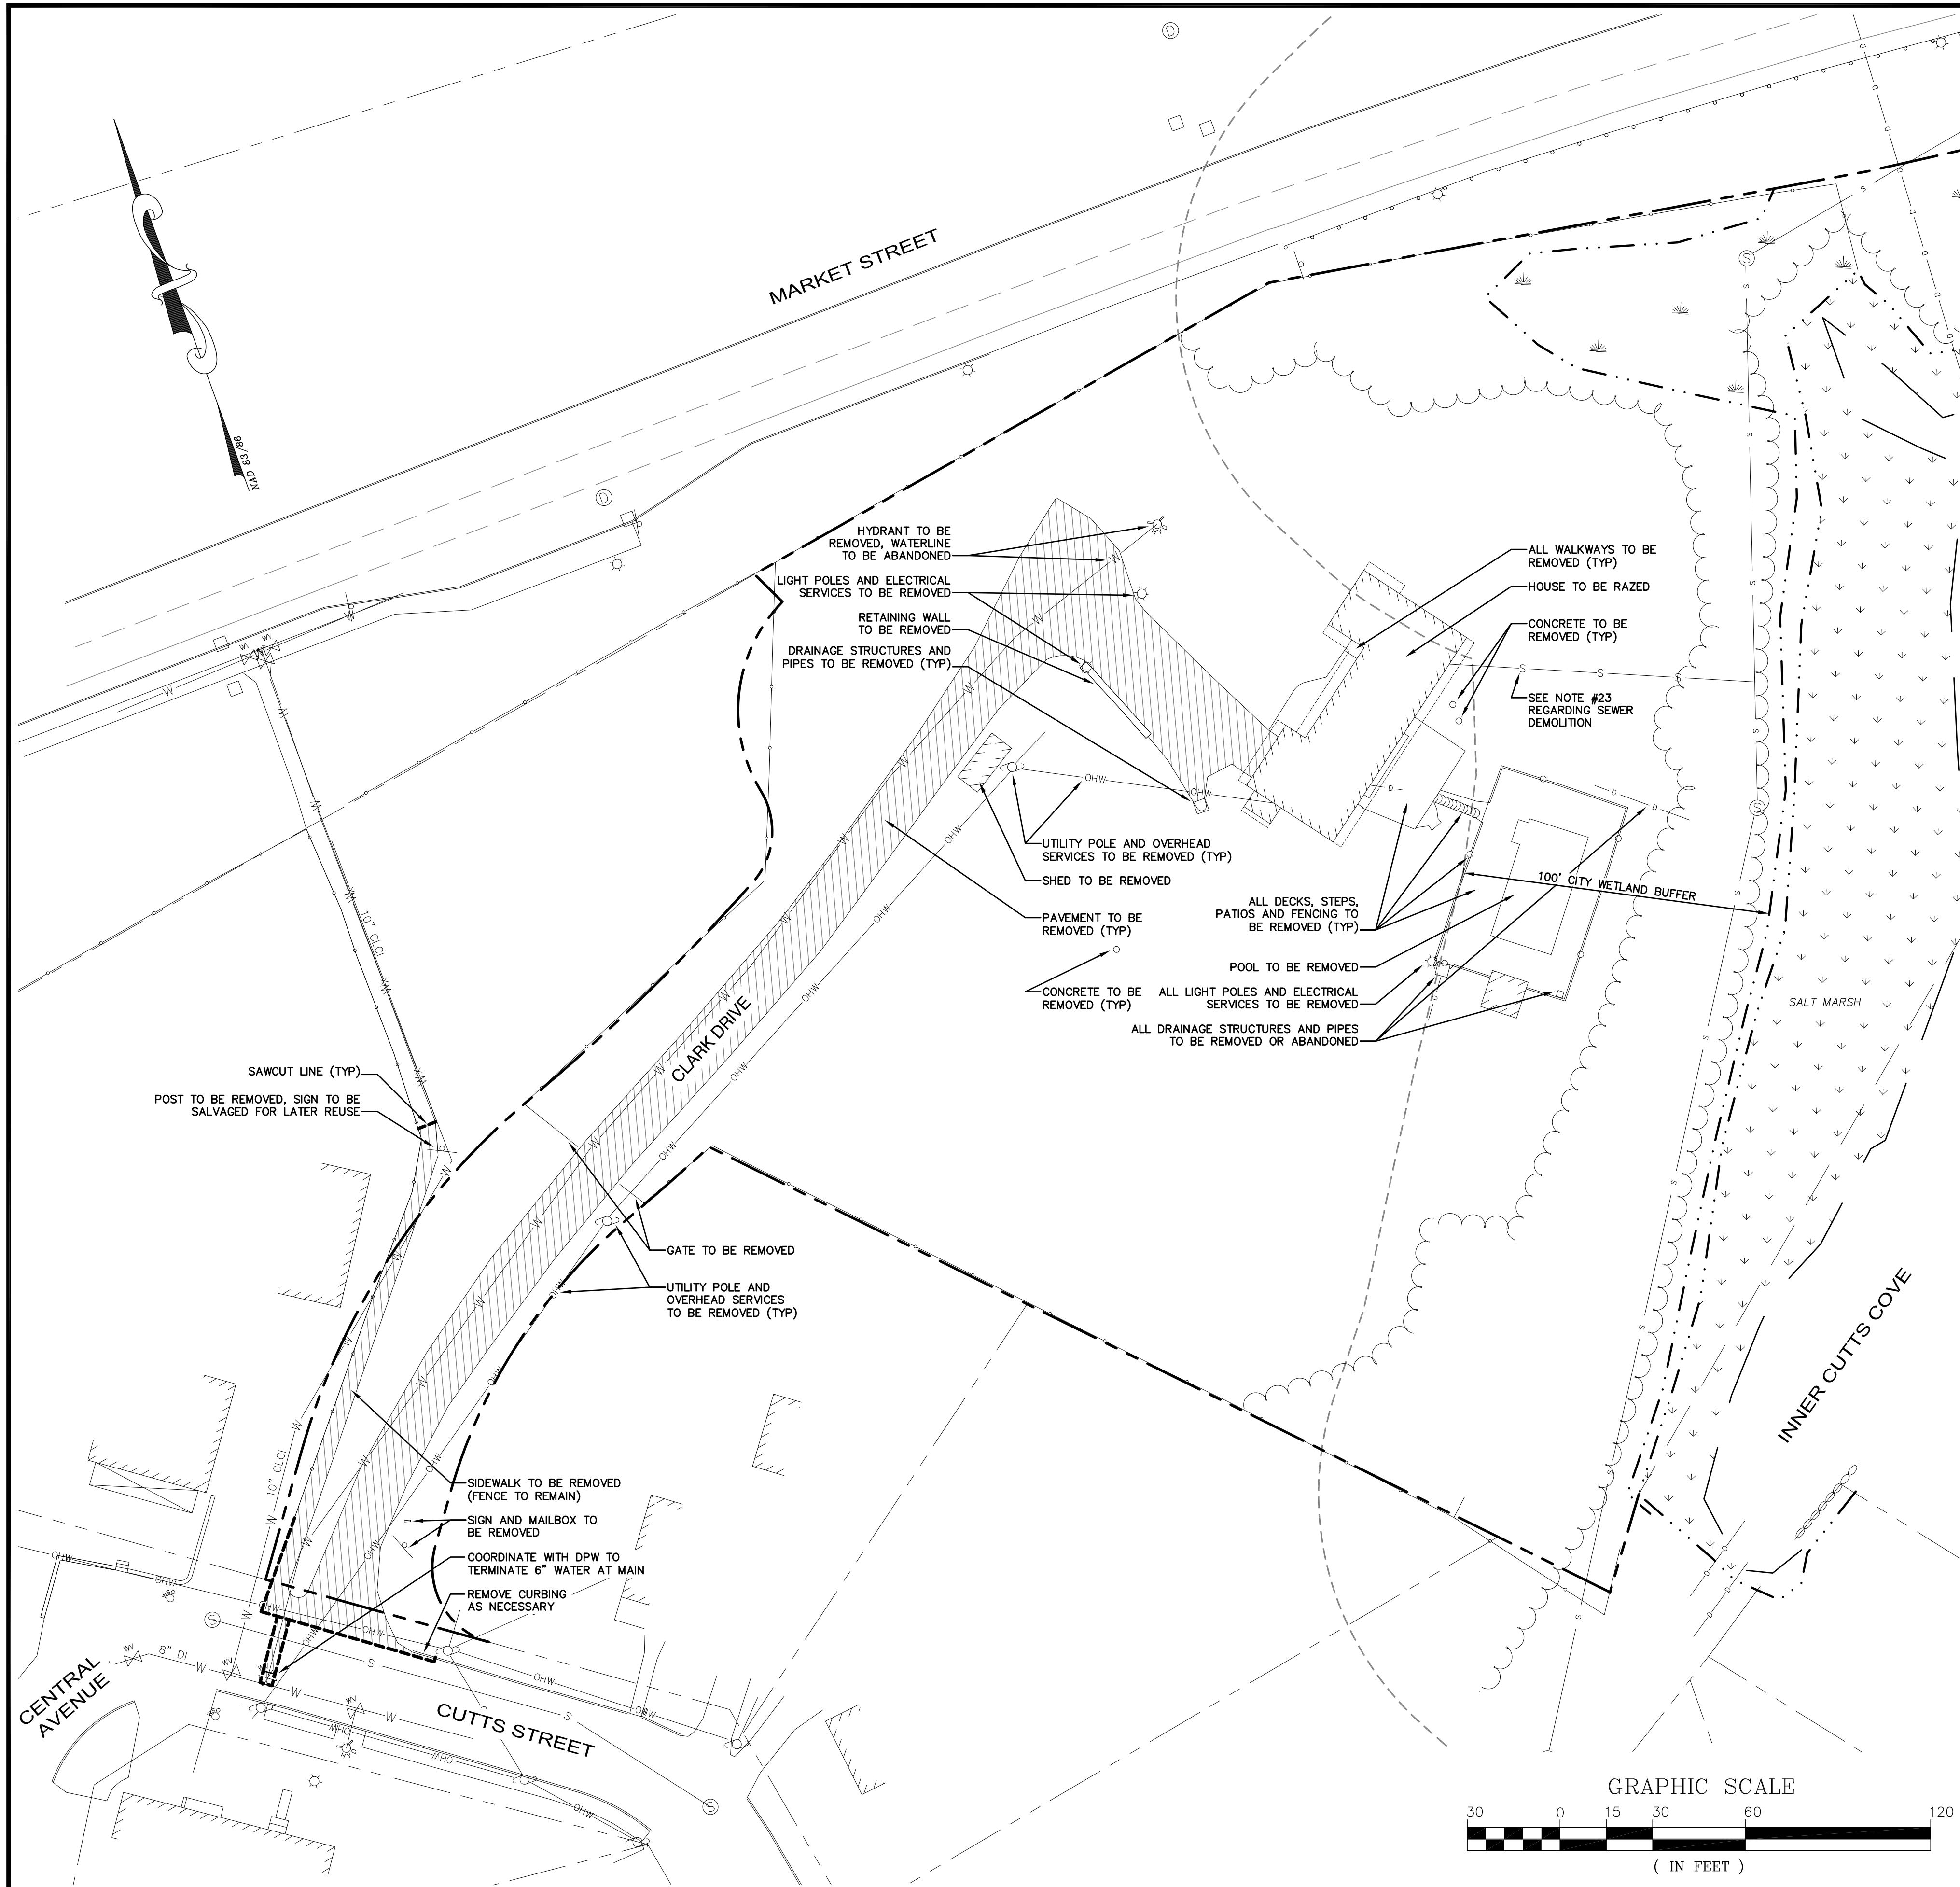 MARKET STREET
NAD 83/86
HYDRANT TO BE
REMOVED, WATERLINE
TO BE ABANDONED
LIGHT POLES AND ELECTRICAL
SERVICES TO BE REMOVED
RETAINING WALL
TO BE REMOVED
DRAINAGE STRUCTURES AND
PIPES TO BE REMOVED (TYP)
ALL WALKWAYS TO BE
REMOVED (TYP)
HOUSE TO BE RAZED
CONCRETE TO BE
REMOVED (TYP)
SEE NOTE #23
REGARDING SEWER
DEMOLITION
UTILITY POLE AND OVERHEAD
SERVICES TO BE REMOVED (TYP)
SHED TO BE REMOVED
PAVEMENT TO BE
REMOVED (TYP)
CONCRETE TO BE
REMOVED (TYP)
100' CITY WETLAND BUFFER
ALL DECKS, STEPS,
PATIOS AND FENCING TO
BE REMOVED (TYP)
POOL TO BE REMOVED
ALL LIGHT POLES AND ELECTRICAL
SERVICES TO BE REMOVED
ALL DRAINAGE STRUCTURES AND PIPES
TO BE REMOVED OR ABANDONED
SALT MARSH
10" CLCI
CLARK DRIVE
SAWCUT LINE (TYP)
POST TO BE REMOVED, SIGN TO BE
SALVAGED FOR LATER REUSE
GATE TO BE REMOVED
UTILITY POLE AND
OVERHEAD SERVICES
TO BE REMOVED (TYP)
INNER CUTTS COVE
10" CLCI
SIDEWALK TO BE REMOVED
(FENCE TO REMAIN)
SIGN AND MAILBOX TO
BE REMOVED
COORDINATE WITH DPW TO
TERMINATE 6" WATER AT MAIN
REMOVE CURBING
AS NECESSARY
8" DI
CENTRAL
AVENUE
CUTTS STREET
OHW
WV
W
S
D
GRAPHIC SCALE
30 0 15 30 60 120
( IN FEET )